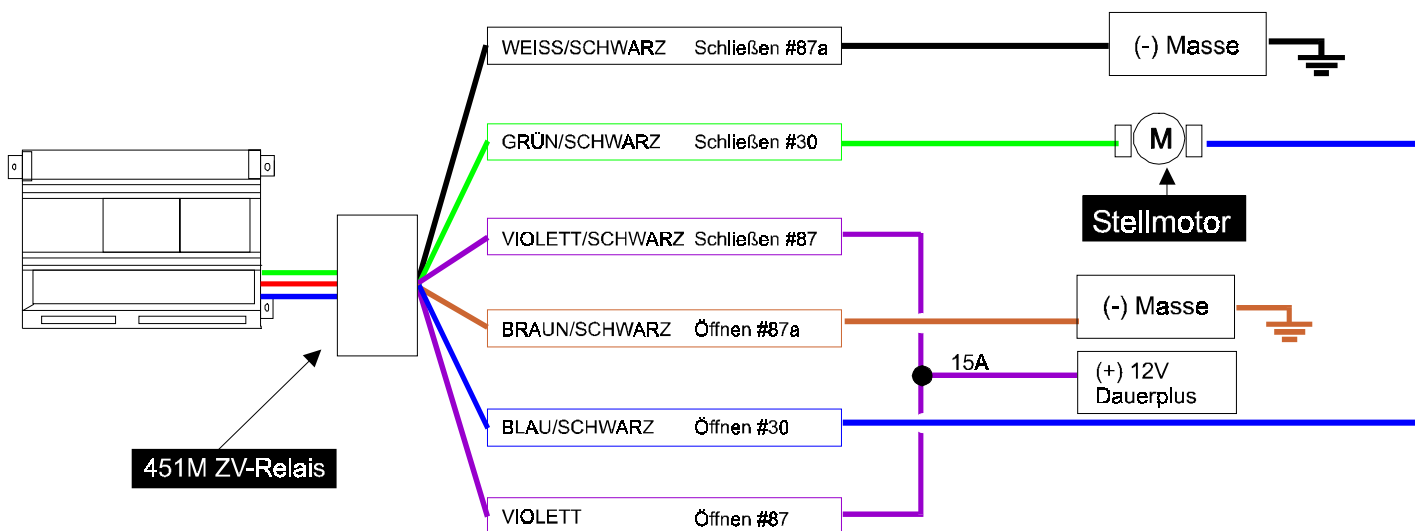 WEISS/SCHWARZ Schließen #87a
(-) Masse
GRÜN/SCHWARZ Schließen #30
M
Stellmotor
VIOLETT/SCHWARZ Schließen #87
BRAUN/SCHWARZ Öffnen #87a
(-) Masse
15A
(+) 12V
Dauerplus
BLAU/SCHWARZ Öffnen #30
451M ZV-Relais
VIOLETT Öffnen #87